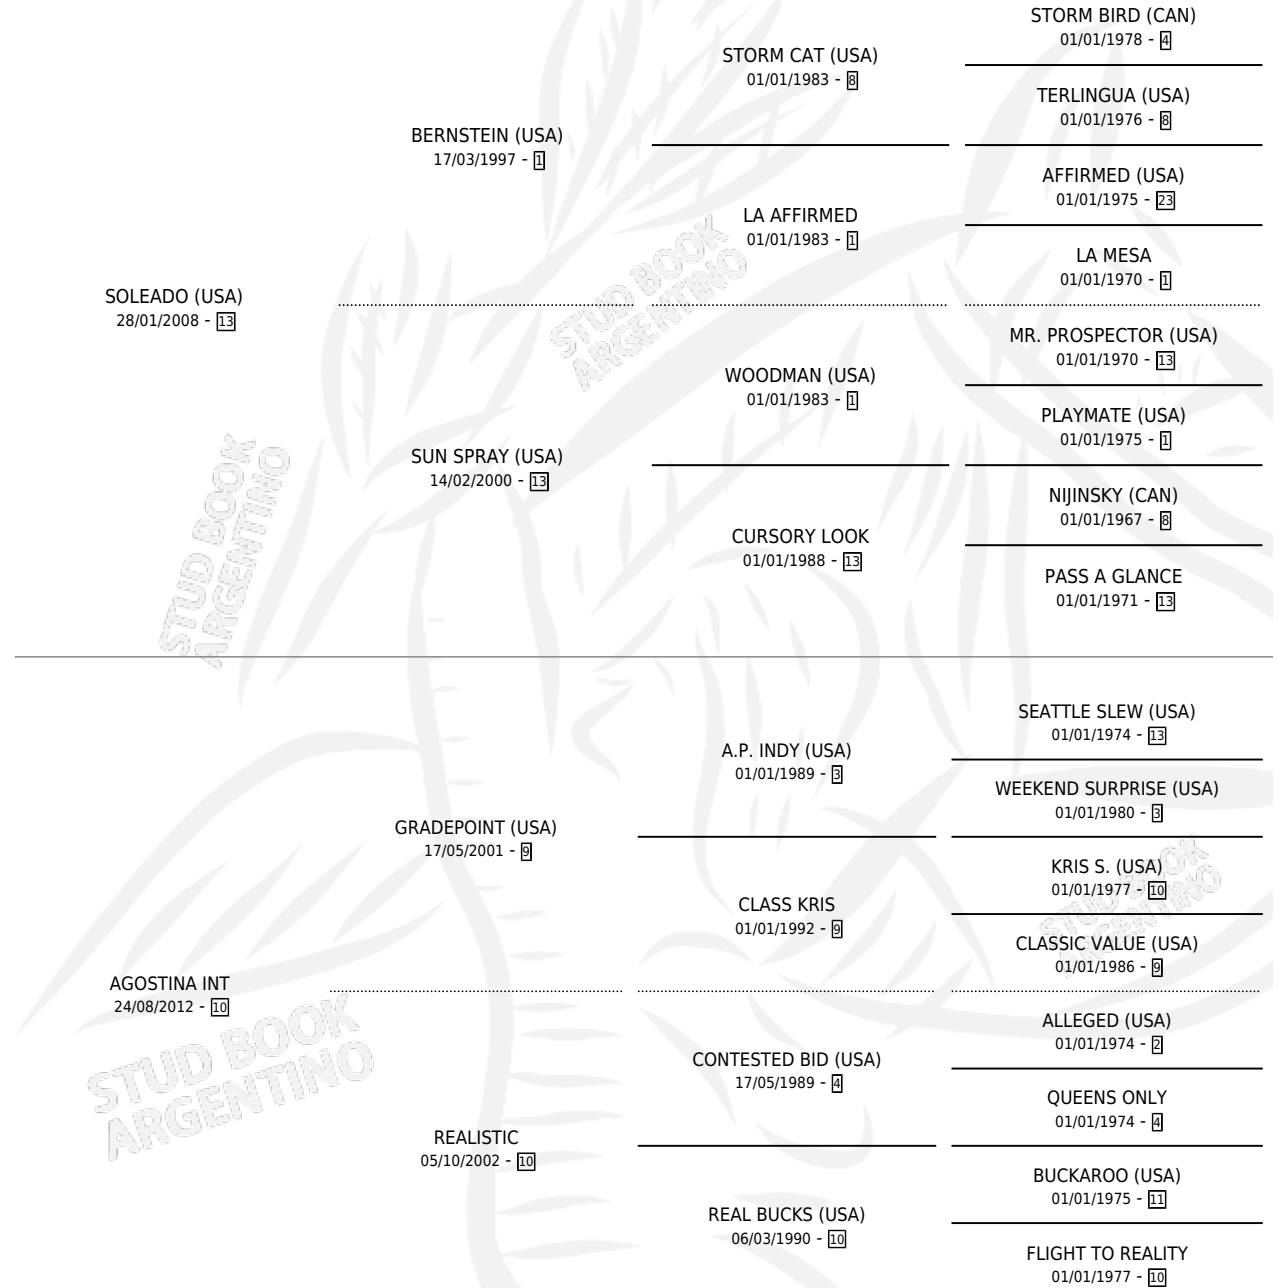 STORM BIRD (CAN)
01/01/1978 - 4
STORM CAT (USA)
01/01/1983 - 8
TERLINGUA (USA)
01/01/1976 - 8
BERNSTEIN (USA)
17/03/1997 - 1
AFFIRMED (USA)
01/01/1975 - 23
LA AFFIRMED
01/01/1983 - 1
LA MESA
01/01/1970 - 1
SOLEADO (USA)
28/01/2008 - 13
MR. PROSPECTOR (USA)
01/01/1970 - 13
WOODMAN (USA)
01/01/1983 - 1
PLAYMATE (USA)
01/01/1975 - 1
SUN SPRAY (USA)
14/02/2000 - 13
NIJINSKY (CAN)
01/01/1967 - 8
CURSORY LOOK
01/01/1988 - 13
PASS A GLANCE
01/01/1971 - 13
STUD BOOK
ARGENTINO
STUD BOOK
ARGENTINO
SEATTLE SLEW (USA)
01/01/1974 - 13
A.P. INDY (USA)
01/01/1989 - 3
WEEKEND SURPRISE (USA)
01/01/1980 - 3
GRADEPOINT (USA)
17/05/2001 - 9
KRIS S. (USA)
01/01/1977 - 10
CLASS KRIS
01/01/1992 - 9
CLASSIC VALUE (USA)
01/01/1986 - 9
AGOSTINA INT
24/08/2012 - 10
ALLEGED (USA)
01/01/1974 - 2
CONTESTED BID (USA)
17/05/1989 - 4
QUEENS ONLY
01/01/1974 - 4
REALISTIC
05/10/2002 - 10
BUCKAROO (USA)
01/01/1975 - 11
REAL BUCKS (USA)
06/03/1990 - 10
FLIGHT TO REALITY
01/01/1977 - 10
STUD BOOK
ARGENTINO
STUD BOOK
ARGENTINO